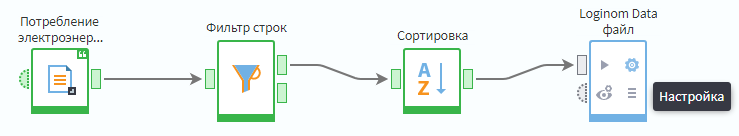 Потребление
электроэнер...
Фильтр строк
Сортировка
A
Z
Loginom Data
файл
Настройка